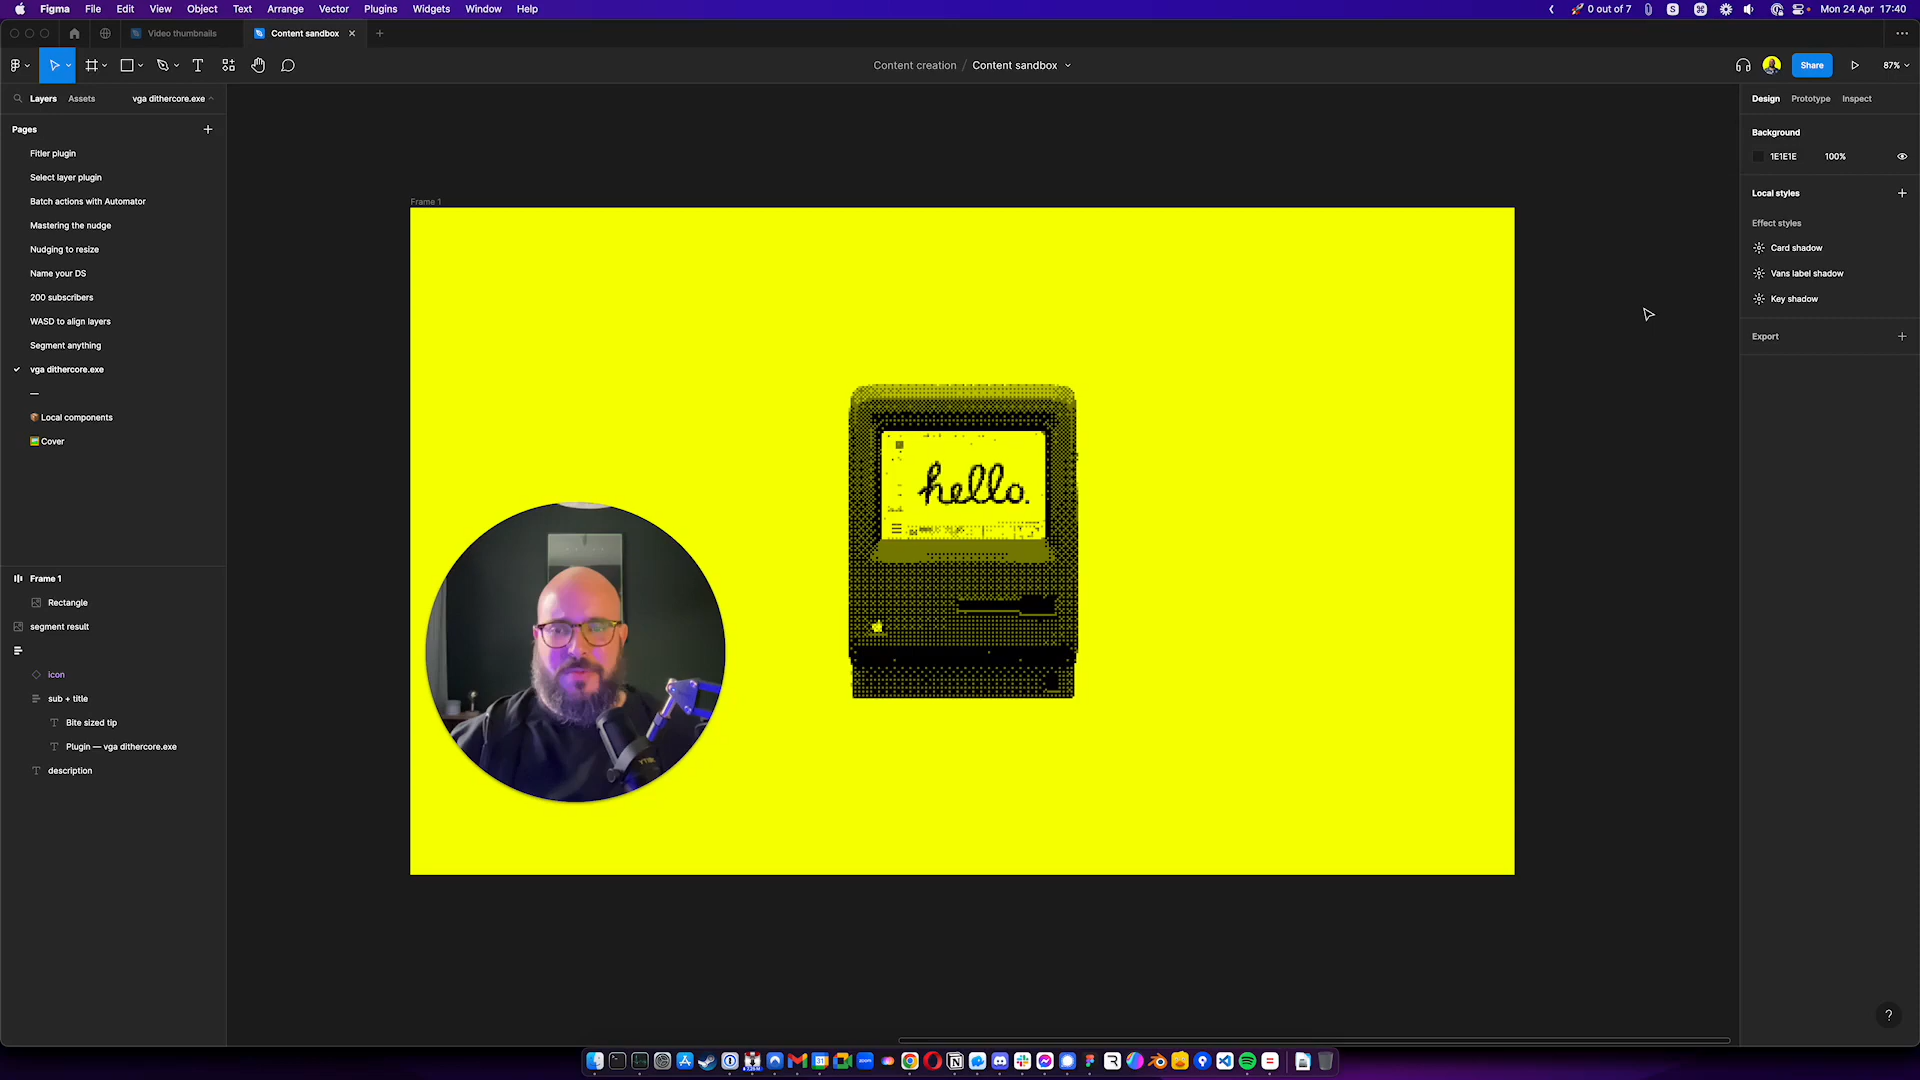 Figma File Edit View Object Text Arrange Vector Plugins Widgets Window Help
0 out of 7 Mon 24 Apr 17:40
Video thumbnails Content sandbox
Content creation / Content sandbox
Share 87%
Layers Assets vga dithercore.exe
Design Prototype Inspect
Pages
Fitler plugin
Select layer plugin
Batch actions with Automator
Mastering the nudge
Nudging to resize
Name your DS
200 subscribers
WASD to align layers
Segment anything
vga dithercore.exe
—
Local components
Cover
Frame 1
Rectangle
segment result
icon
sub + title
Bite sized tip
Plugin — vga dithercore.exe
description
Frame 1
hello.
Background
1E1E1E 100%
Local styles
Effect styles
Card shadow
Vans label shadow
Key shadow
Export
?